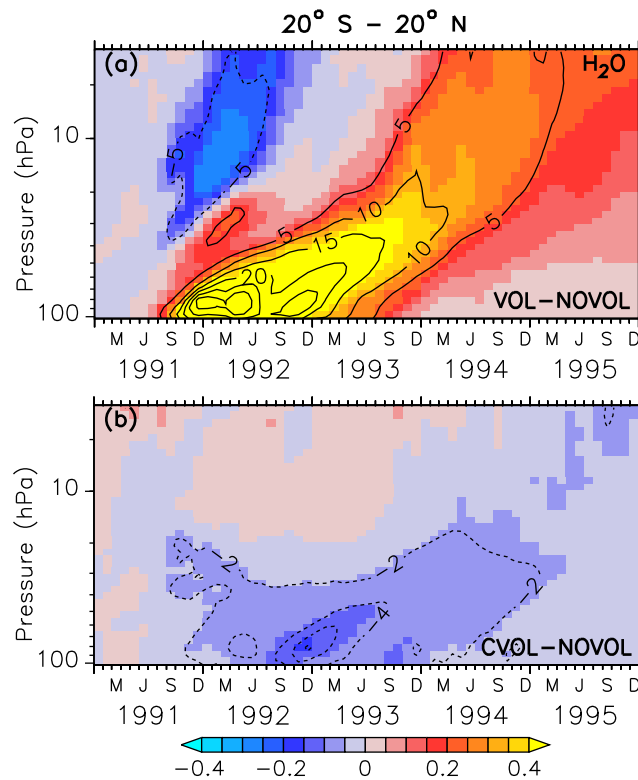 20° S – 20° N
(a)
H₂O
10
100
Pressure (hPa)
-5
5
5
5
10
15
20
10
5
VOL–NOVOL
M J S D M J S D M J S D M J S D M J S D
1991 1992 1993 1994 1995
(b)
10
100
Pressure (hPa)
-2
-2
-2
-4
CVOL–NOVOL
M J S D M J S D M J S D M J S D M J S D
1991 1992 1993 1994 1995
−0.4 −0.2 0 0.2 0.4